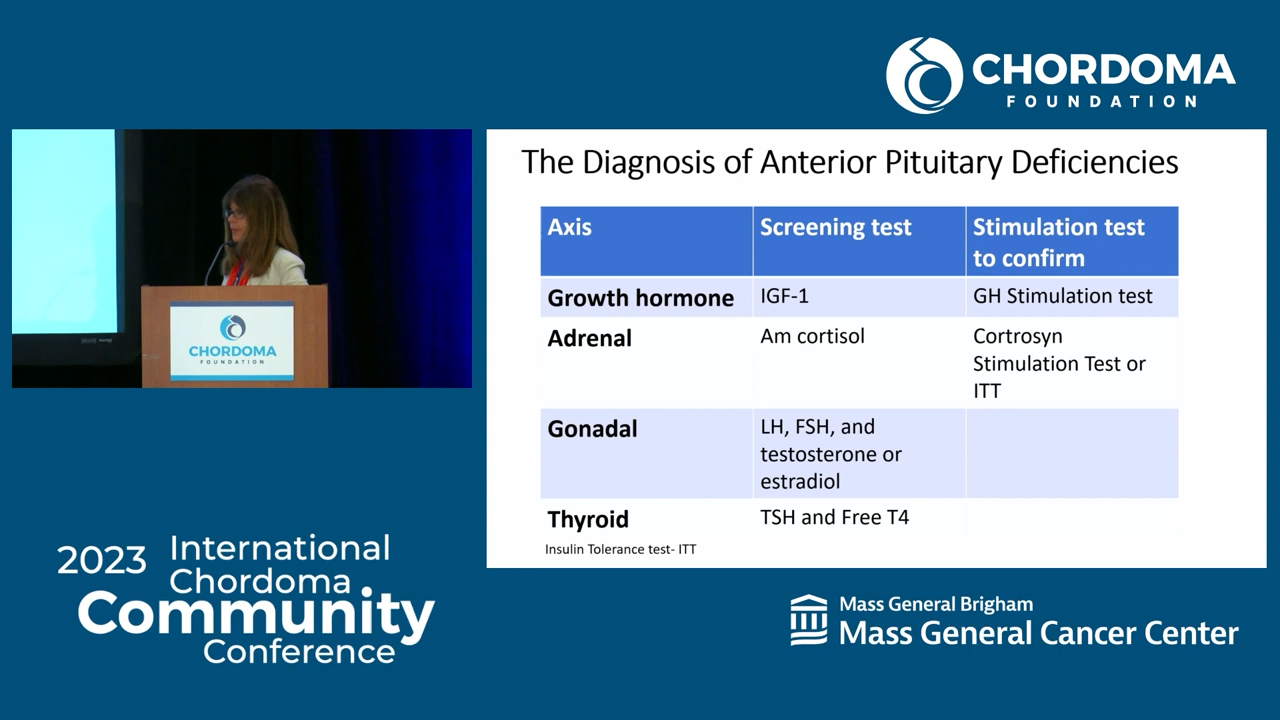 CHORDOMA
FOUNDATION
CHORDOMA
FOUNDATION
The Diagnosis of Anterior Pituitary Deficiencies
Axis
Screening test
Stimulation test
to confirm
Growth hormone
IGF-1
GH Stimulation test
Adrenal
Am cortisol
Cortrosyn
Stimulation Test or
ITT
Gonadal
LH, FSH, and
testosterone or
estradiol
Thyroid
TSH and Free T4
Insulin Tolerance test- ITT
2023 International
Chordoma
Community
Conference
Mass General Brigham
Mass General Cancer Center